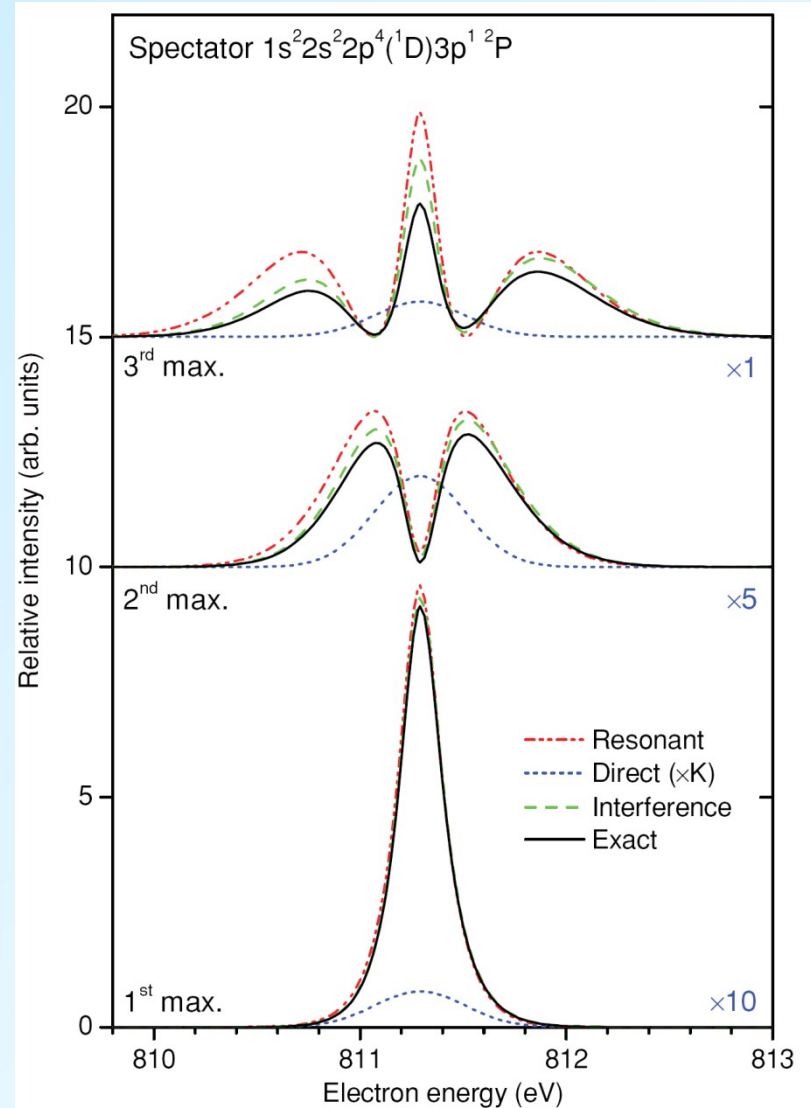 Spectator 1s²2s²2p⁴(¹D)3p¹ ²P
20
15
3ʳᵈ max.
×1
10
2ⁿᵈ max.
×5
Resonant
Direct (×K)
Interference
Exact
5
1ˢᵗ max.
×10
0
810
811
812
813
Electron energy (eV)
Relative intensity (arb. units)